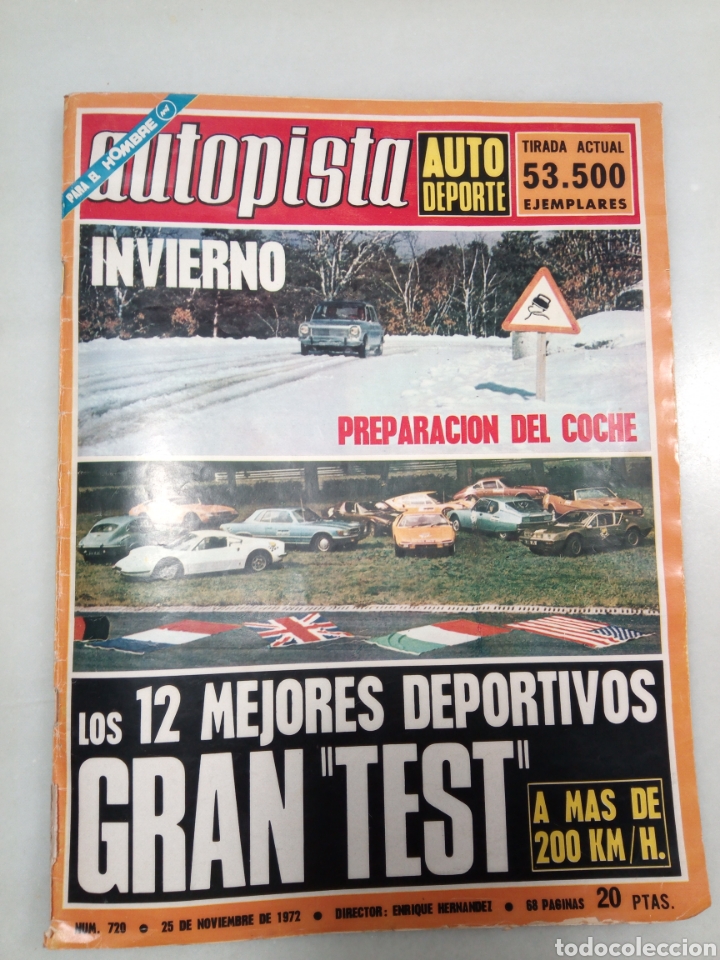 PARA EL HOMBRE
autopista
AUTO
DEPORTE
TIRADA ACTUAL
53.500
EJEMPLARES
INVIERNO
PREPARACION DEL COCHE
LOS 12 MEJORES DEPORTIVOS
GRAN "TEST"
A MAS DE
200 KM/H.
NUM. 720 • 25 DE NOVIEMBRE DE 1972 • DIRECTOR: ENRIQUE HERNANDEZ • 68 PAGINAS 20 PTAS.
todocoleccion